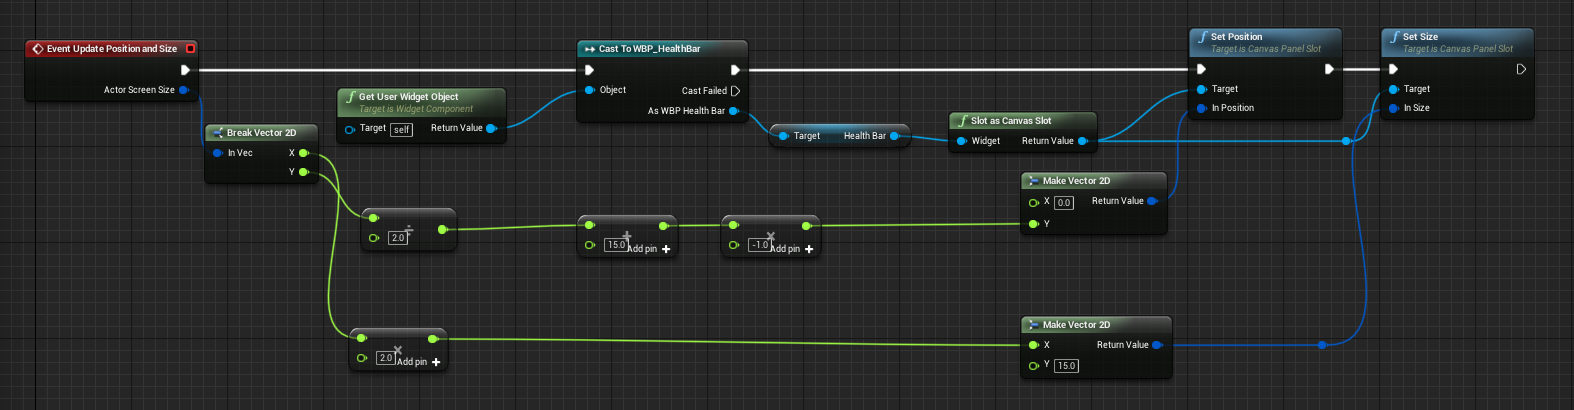 Event Update Position and Size
Actor Screen Size
Break Vector 2D
In Vec
X
Y
Get User Widget Object
Target is Widget Component
Target self
Return Value
Cast To WBP_HealthBar
Object
Cast Failed
As WBP Health Bar
Target
Health Bar
Slot as Canvas Slot
Widget
Return Value
Set Position
Target is Canvas Panel Slot
Target
In Position
Set Size
Target is Canvas Panel Slot
Target
In Size
÷
2.0
+
15.0
Add pin +
×
-1.0
Add pin +
Make Vector 2D
X 0.0
Return Value
Y
×
2.0
Add pin +
Make Vector 2D
X
Return Value
Y 15.0